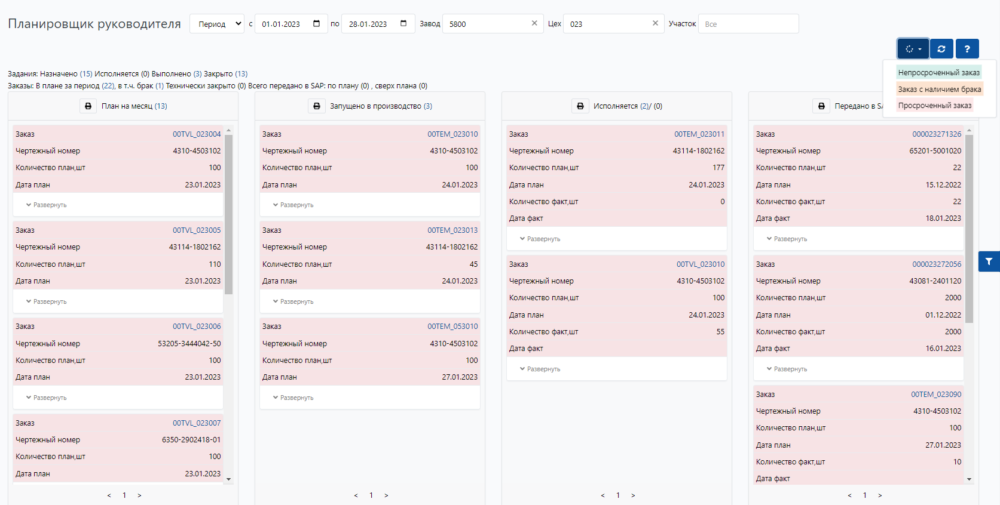 Планировщик руководителя Период с 01.01.2023 по 28.01.2023 Завод 5800 Цех 023 Участок Все
?
Непросроченный заказ
Заказ с наличием брака
Просроченный заказ
Задания: Назначено (15) Исполняется (0) Выполнено (3) Закрыто (13)
Заказы: В плане за период (22), в т.ч. брак (1) Технически закрыто (0) Всего передано в SAP: по плану (0) , сверх плана (0)
План на месяц (13)
Заказ 00TVL_023004
Чертежный номер 4310-4503102
Количество план,шт 100
Дата план 23.01.2023
Развернуть
Заказ 00TVL_023005
Чертежный номер 43114-1802162
Количество план,шт 110
Дата план 23.01.2023
Развернуть
Заказ 00TVL_023006
Чертежный номер 53205-3444042-50
Количество план,шт 100
Дата план 23.01.2023
Развернуть
Заказ 00TVL_023007
Чертежный номер 6350-2902418-01
Количество план,шт 100
Дата план 23.01.2023
< 1 >
Запущено в производство (3)
Заказ 00TEM_023010
Чертежный номер 4310-4503102
Количество план,шт 100
Дата план 24.01.2023
Развернуть
Заказ 00TEM_023013
Чертежный номер 43114-1802162
Количество план,шт 45
Дата план 24.01.2023
Развернуть
Заказ 00TEM_053010
Чертежный номер 4310-4503102
Количество план,шт 100
Дата план 27.01.2023
Развернуть
< 1 >
Исполняется (2)/ (0)
Заказ 00TEM_023011
Чертежный номер 43114-1802162
Количество план,шт 177
Дата план 24.01.2023
Количество факт,шт 0
Дата факт
Развернуть
Заказ 00TVL_023010
Чертежный номер 4310-4503102
Количество план,шт 100
Дата план 24.01.2023
Количество факт,шт 55
Дата факт
Развернуть
< 1 >
Передано в
Заказ 000023271326
Чертежный номер 65201-5001020
Количество план,шт 22
Дата план 15.12.2022
Количество факт,шт 22
Дата факт 18.01.2023
Развернуть
Заказ 000023272056
Чертежный номер 43081-2401120
Количество план,шт 2000
Дата план 01.12.2022
Количество факт,шт 2000
Дата факт 16.01.2023
Развернуть
Заказ 00TEM_023090
Чертежный номер 4310-4503102
Количество план,шт 100
Дата план 27.01.2023
Количество факт,шт 10
Дата факт
< 1 >